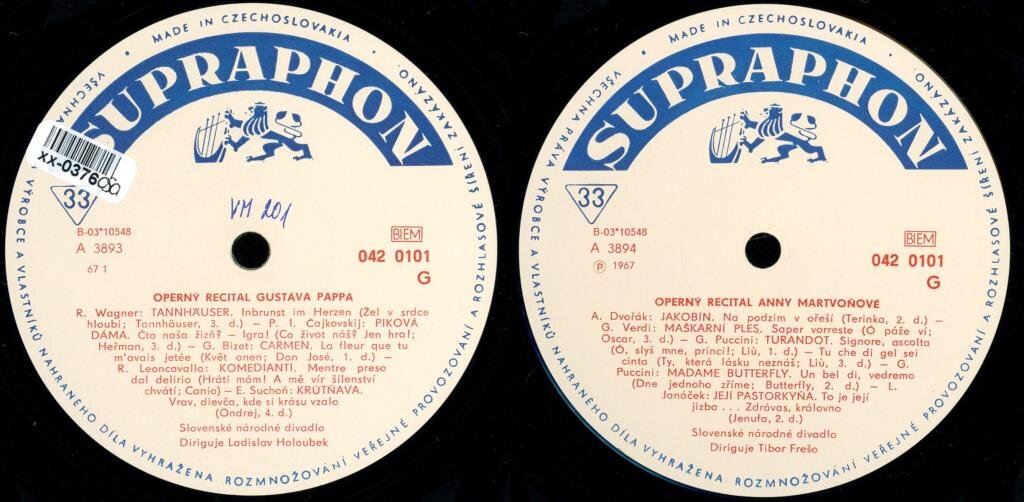 MADE IN CZECHOSLOVAKIA
VÝROBCE A VLASTNÍKŮ NAHRANÉHO DÍLA VYHRAŽENA ROZMNOŽOVÁNÍ VEŘEJNÉ PROVOZOVÁNÍ A ROZHLASOVÉ ŠÍŘENÍ ZAKÁZÁNO.
VŠECHNA PRÁVA
SUPRAPHON
XX-0376
33
VM 201
B-03*10548
A 3893
67 1
BIEM
042 0101
G
OPERNÝ RECITAL GUSTÁVA PAPPA
R. Wagner: TANNHÄUSER. Inbrunst im Herzen (Žel v srdce
hloubi; Tannhäuser, 3. d.) — P. I. Čajkovskij: PIKOVÁ
DÁMA. Čto naša žizň? – Igra! (Co život náš? Jen hra!;
Heřman, 3. d.) — G. Bizet: CARMEN. La fleur que tu
m'avais jetée (Květ onen; Don José, 1. d.) —
R. Leoncavallo: KOMEDIANTI. Mentre preso
dal delirio (Hráti mám! A mě vír šílenství
chvátí; Canio) — E. Suchoň: KRÚTŇAVA.
Vrav, dievča, kde si krásu vzalo
(Ondrej, 4. d.)
Slovenské národné divadlo
Diriguje Ladislav Holoubek
MADE IN CZECHOSLOVAKIA
VŠECHNA PRÁVA VÝROBCE A VLASTNÍKŮ NAHRANÉHO DÍLA VYHRAŽENA ROZMNOŽOVÁNÍ VEŘEJNÉ PROVOZOVÁNÍ A ROZHLASOVÉ ŠÍŘENÍ ZAKÁZÁNO.
SUPRAPHON
33
B-03*10548
A 3894
Ⓟ 1967
BIEM
042 0101
G
OPERNÝ RECITAL ANNY MARTVOŇOVÉ
A. Dvořák: JAKOBÍN. Na podzim v ořeší (Terinka, 2. d.) —
G. Verdi: MAŠKARNÍ PLES. Saper vorreste (Ó páže ví;
Oscar, 3. d.) — G. Puccini: TURANDOT. Signore, ascolta
(Ó, slyš mne, princi!; Liù, 1. d.) — Tu che di gel sei
cinta (Ty, která lásku neznáš; Liù, 3. d.) — G.
Puccini: MADAME BUTTERFLY. Un bel di, vedremo
(Dne jednoho zříme; Butterfly, 2. d.) — L.
Janáček: JEJÍ PASTORKYŇA. To je její
jizba . . . Zdrávas, královno
(Jenufa, 2. d.)
Slovenské národné divadlo
Diriguje Tibor Frešo